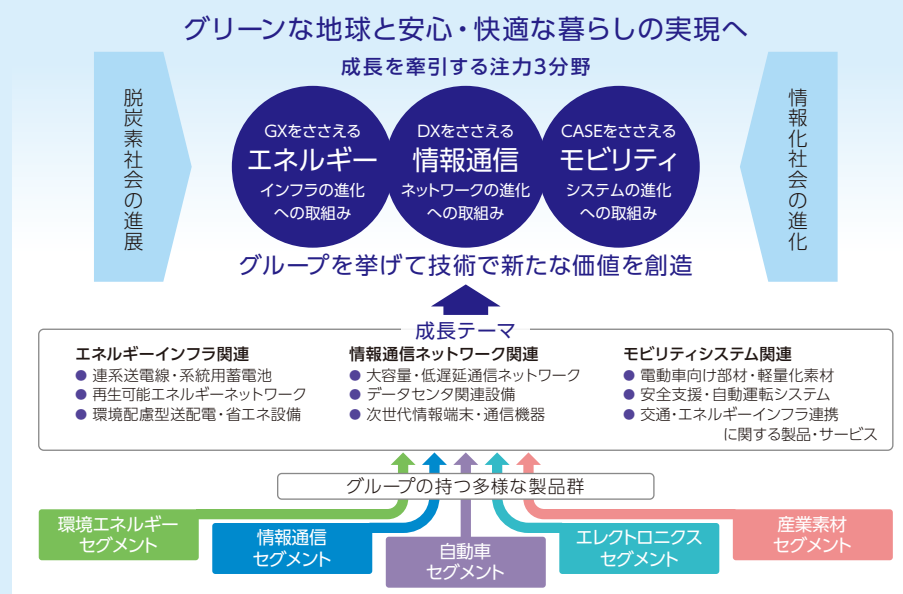 グリーンな地球と安心・快適な暮らしの実現へ
成長を牽引する注力3分野
脱炭素社会の進展
GXをささえる
エネルギー
インフラの進化
への取組み
DXをささえる
情報通信
ネットワークの進化
への取組み
CASEをささえる
モビリティ
システムの進化
への取組み
情報化社会の進化
グループを挙げて技術で新たな価値を創造
成長テーマ
エネルギーインフラ関連
● 連系送電線・系統用蓄電池
● 再生可能エネルギーネットワーク
● 環境配慮型送配電・省エネ設備
情報通信ネットワーク関連
● 大容量・低遅延通信ネットワーク
● データセンタ関連設備
● 次世代情報端末・通信機器
モビリティシステム関連
● 電動車向け部材・軽量化素材
● 安全支援・自動運転システム
● 交通・エネルギーインフラ連携
に関する製品・サービス
グループの持つ多様な製品群
環境エネルギー
セグメント
情報通信
セグメント
自動車
セグメント
エレクトロニクス
セグメント
産業素材
セグメント